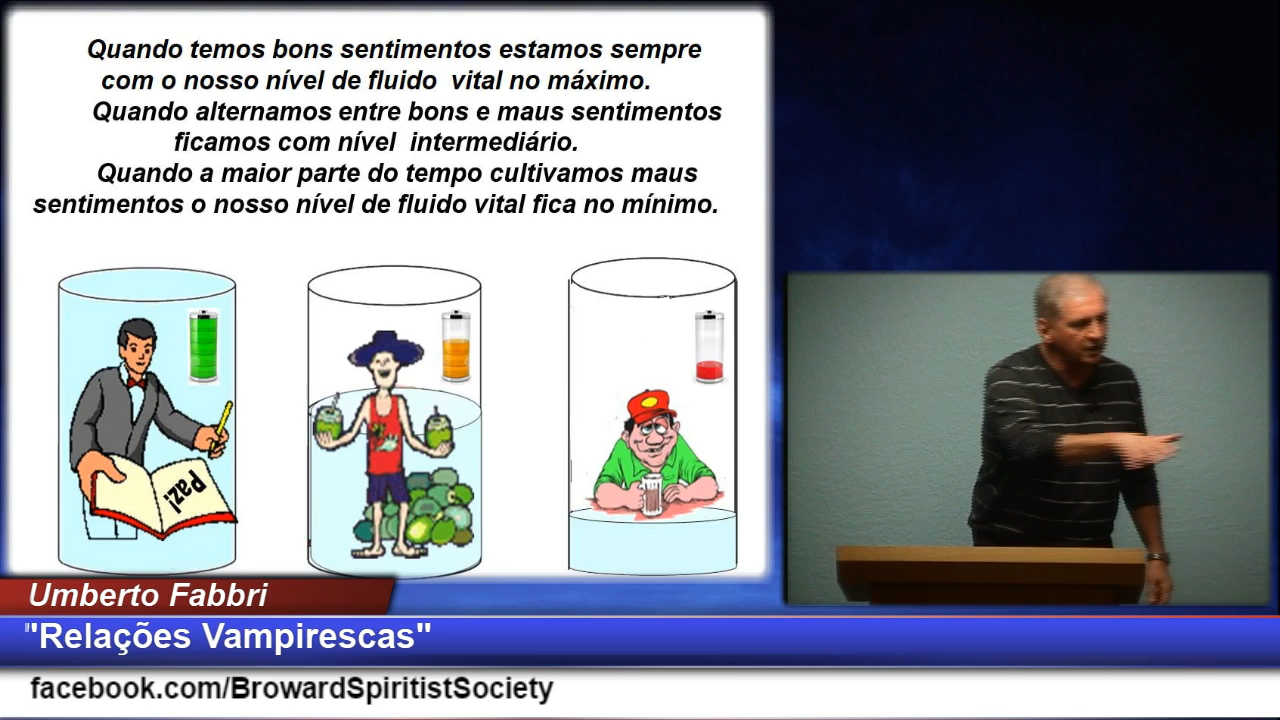 Quando temos bons sentimentos estamos sempre
com o nosso nível de fluido vital no máximo.
Quando alternamos entre bons e maus sentimentos
ficamos com nível intermediário.
Quando a maior parte do tempo cultivamos maus
sentimentos o nosso nível de fluido vital fica no mínimo.
Paz!
Umberto Fabbri
"Relações Vampirescas"
facebook.com/BrowardSpiritistSociety